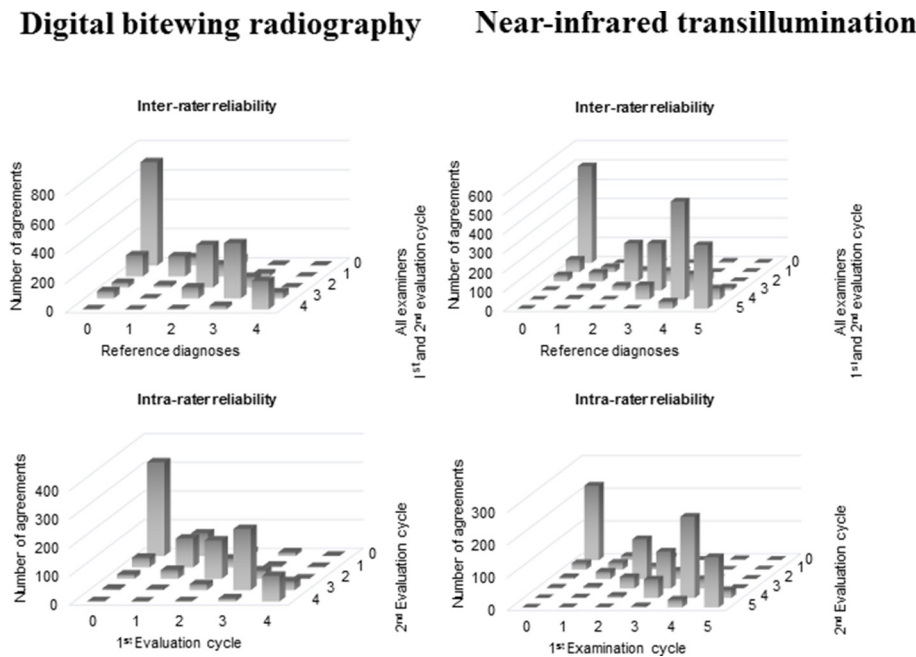 Digital bitewing radiography
Near-infrared transillumination
Inter-rater reliability
Number of agreements
800
600
400
200
0
0 1 2 3 4
Reference diagnoses
4 3 2 1 0
All examiners
1st and 2nd evaluation cycle
Inter-rater reliability
Number of agreements
600
500
400
300
200
100
0
0 1 2 3 4 5
Reference diagnoses
5 4 3 2 1 0
All examiners
1st and 2nd evaluation cycle
Intra-rater reliability
Number of agreements
400
300
200
100
0
0 1 2 3 4
1st Evaluation cycle
4 3 2 1 0
2nd Evaluation cycle
Intra-rater reliability
Number of agreements
300
200
100
0
0 1 2 3 4 5
1st Examination cycle
5 4 3 2 1 0
2nd Evaluation cycle